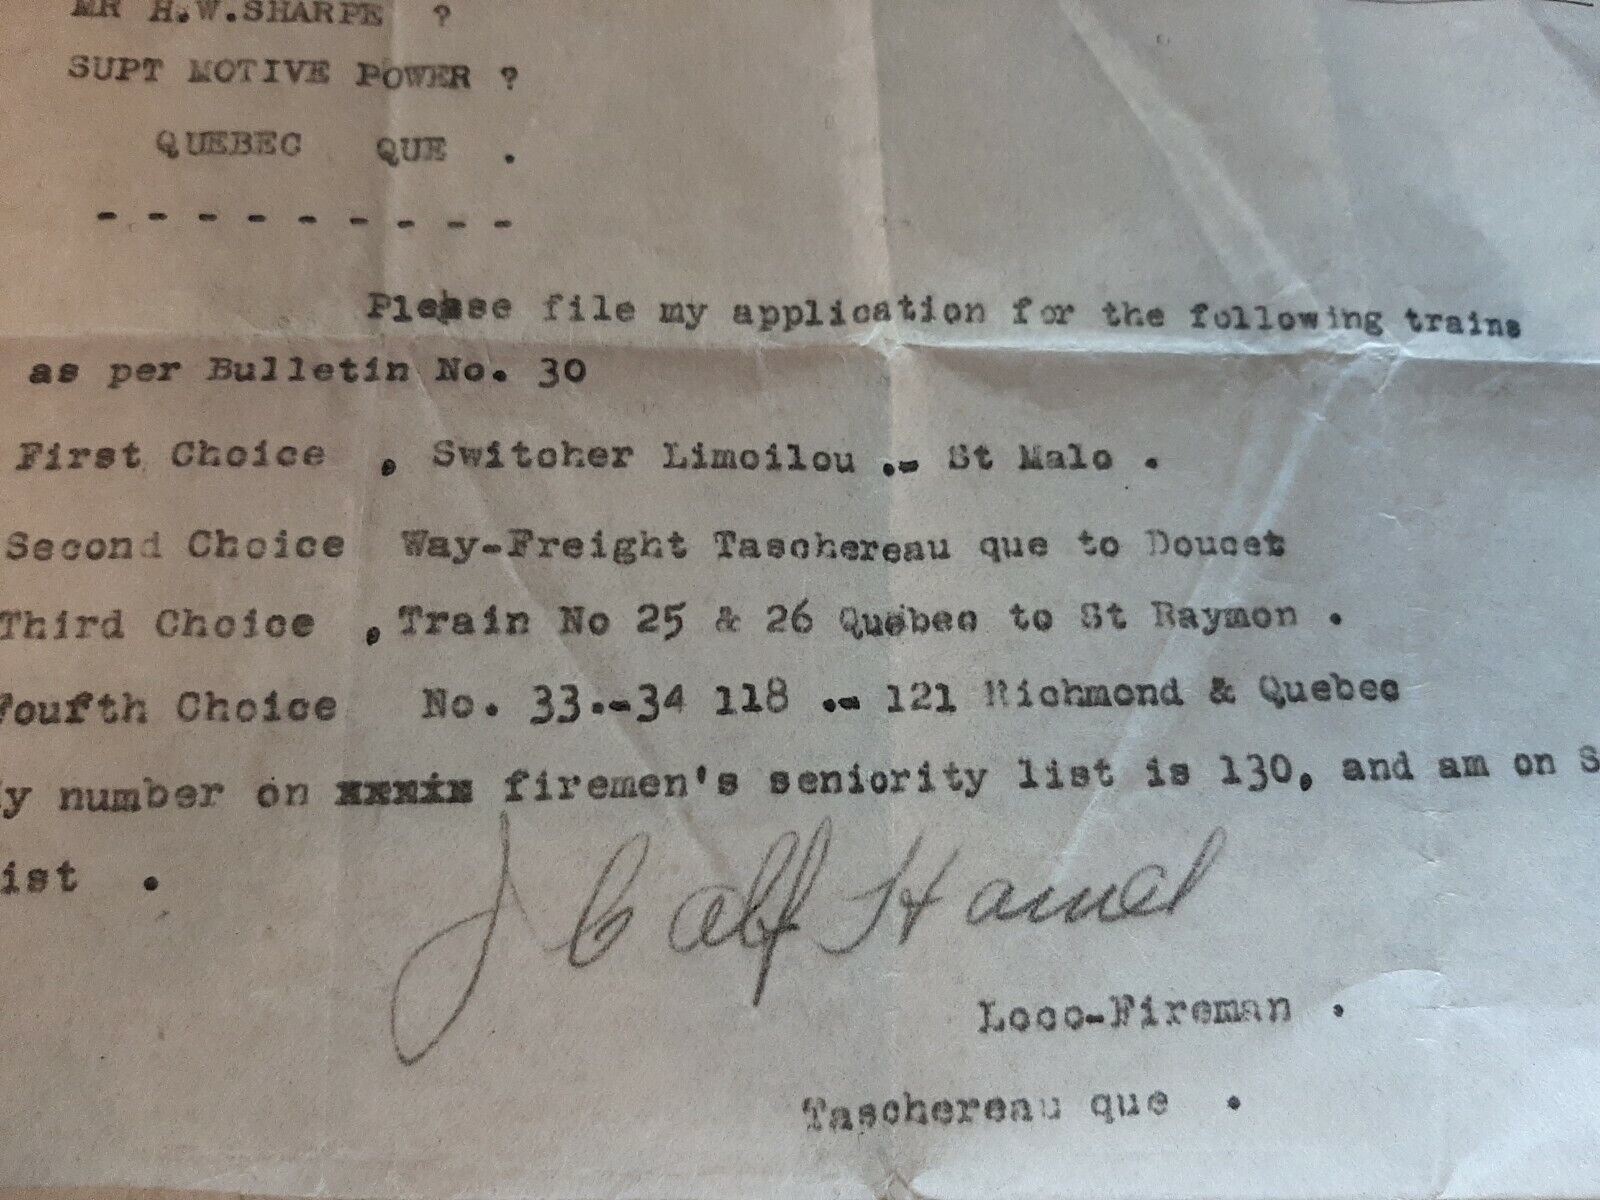 MR H.W.SHARPE ?
SUPT MOTIVE POWER ?
QUEBEC QUE .
- - - - - - - - -
Please file my application for the following trains
as per Bulletin No. 30
First Choice . Switcher Limoilou .- St Malo .
Second Choice Way-Freight Taschereau que to Doucet
Third Choice . Train No 25 & 26 Quebec to St Raymon .
Fourth Choice No. 33.-34 118 .- 121 Richmond & Quebec
y number on xxxix firemen's seniority list is 130, and am on S
ist .
J Hamel
Loco-Fireman .
Taschereau que .